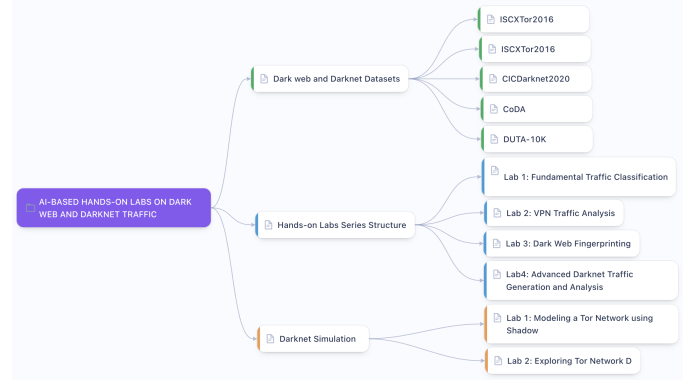 AI-BASED HANDS-ON LABS ON DARK
WEB AND DARKNET TRAFFIC
Dark web and Darknet Datasets
ISCXTor2016
ISCXTor2016
CICDarknet2020
CoDA
DUTA-10K
Hands-on Labs Series Structure
Lab 1: Fundamental Traffic Classification
Lab 2: VPN Traffic Analysis
Lab 3: Dark Web Fingerprinting
Lab4: Advanced Darknet Traffic
Generation and Analysis
Darknet Simulation
Lab 1: Modeling a Tor Network using
Shadow
Lab 2: Exploring Tor Network D